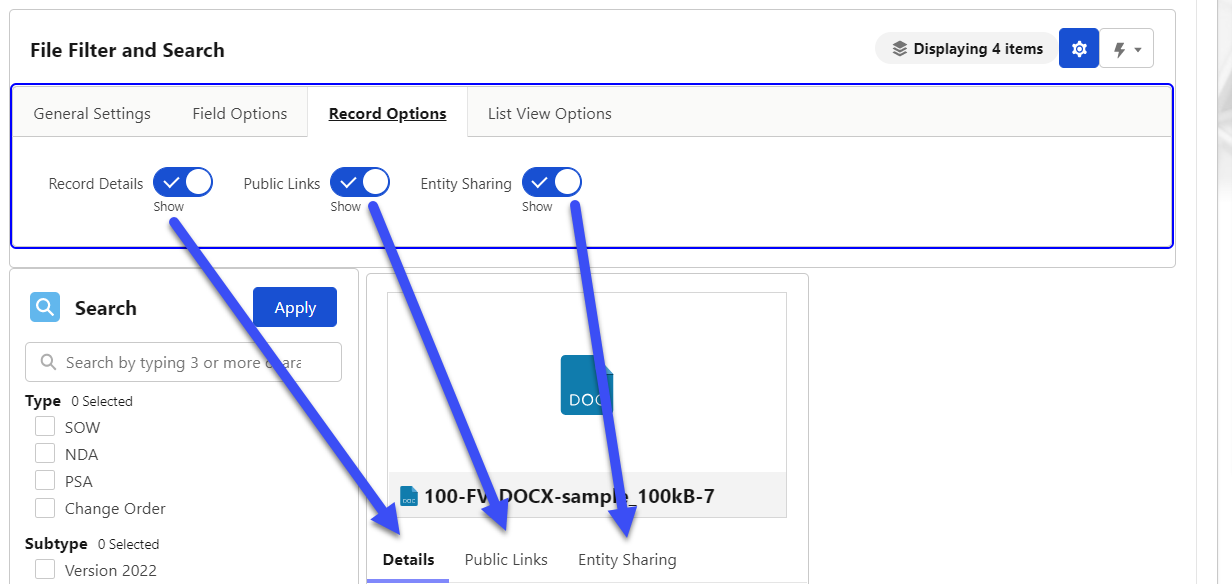 File Filter and Search
Displaying 4 items
General Settings Field Options Record Options List View Options
Record Details Public Links Entity Sharing
Show Show Show
Search Apply
Search by typing 3 or more chara
Type 0 Selected
SOW
NDA
PSA
Change Order
Subtype 0 Selected
Version 2022
DOC
DOC 100-FV-DOCX-sample_100kB-7
Details Public Links Entity Sharing